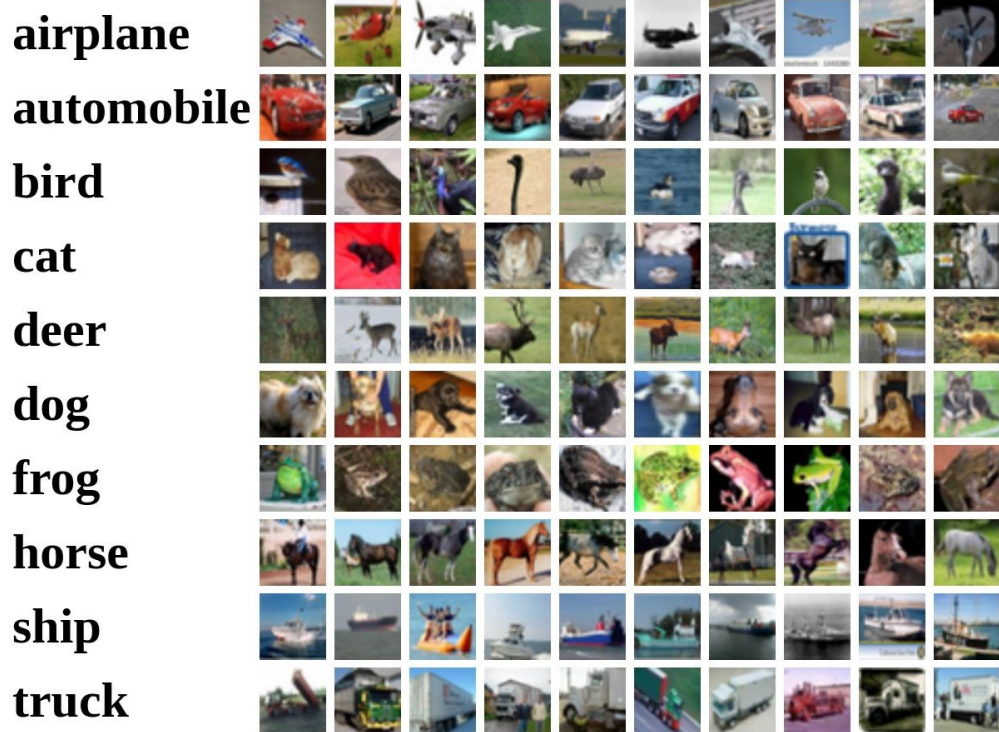 airplane
automobile
bird
cat
deer
dog
frog
horse
ship
truck